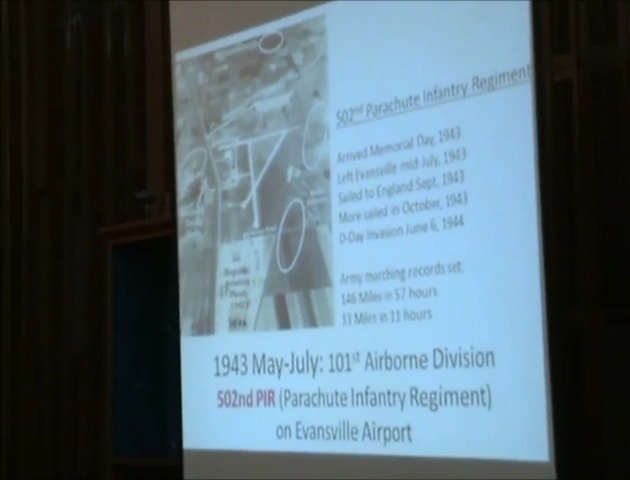 502nd Parachute Infantry Regiment
Arrived Memorial Day, 1943
Left Evansville mid-July, 1943
Sailed to England Sept. 1943
More sailed in October, 1943
D-Day Invasion June 6, 1944
Army marching records set:
146 Miles in 57 hours
33 Miles in 11 hours
1943 May-July: 101st Airborne Division
502nd PIR (Parachute Infantry Regiment)
on Evansville Airport